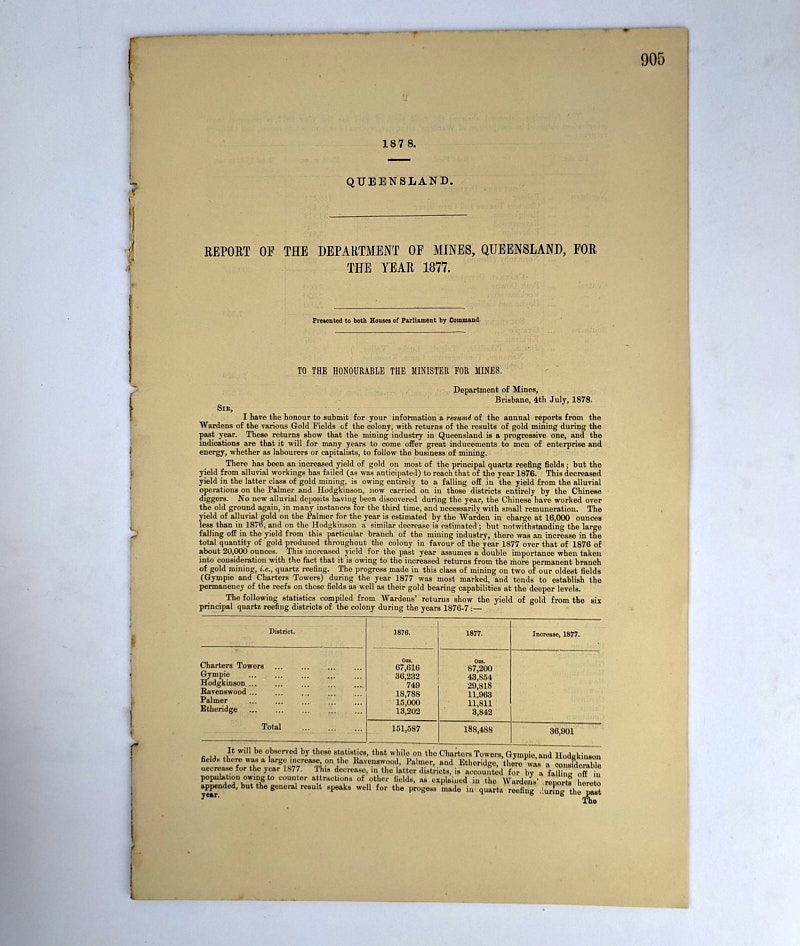 905
1878.
QUEENSLAND.
REPORT OF THE DEPARTMENT OF MINES, QUEENSLAND, FOR
THE YEAR 1877.
Presented to both Houses of Parliament by Command.
TO THE HONOURABLE THE MINISTER FOR MINES.
Department of Mines,
Brisbane, 4th July, 1878.
SIR,
I have the honour to submit for your information a resumé of the annual reports from the
Wardens of the various Gold Fields of the colony, with returns of the results of gold mining during the
past year. These returns show that the mining industry in Queensland is a progressive one, and the
indications are that it will for many years to come offer great inducements to men of enterprise and
energy, whether as labourers or capitalists, to follow the business of mining.
There has been an increased yield of gold on most of the principal quartz reefing fields; but the
yield from alluvial workings has failed (as was anticipated) to reach that of the year 1876. This decreased
yield in the latter class of gold mining, is owing entirely to a falling off in the yield from the alluvial
operations on the Palmer and Hodgkinson, now carried on in those districts entirely by the Chinese
diggers. No new alluvial deposits having been discovered during the year, the Chinese have worked over
the old ground again, in many instances for the third time, and necessarily with small remuneration. The
yield of alluvial gold on the Palmer for the year is estimated by the Warden in charge at 16,000 ounces
less than in 1876, and on the Hodgkinson a similar decrease is estimated; but notwithstanding the large
falling off in the yield from this particular branch of the mining industry, there was an increase in the
total quantity of gold produced throughout the colony in favour of the year 1877 over that of 1876 of
about 20,000 ounces. This increased yield for the past year assumes a double importance when taken
into consideration with the fact that it is owing to the increased returns from the more permanent branch
of gold mining, i.e., quartz reefing. The progress made in this class of mining on two of our oldest fields
(Gympie and Charters Towers) during the year 1877 was most marked, and tends to establish the
permanency of the reefs on these fields as well as their gold bearing capabilities at the deeper levels.
The following statistics compiled from Wardens' returns show the yield of gold from the six
principal quartz reefing districts of the colony during the years 1876-7:—
District. 1876. 1877. Increase, 1877.
Ozs. Ozs.
Charters Towers ... ... ... ... 67,616 87,200
Gympie ... ... ... ... ... 36,232 43,854
Hodgkinson ... ... ... ... ... 749 29,818
Ravenswood ... ... ... ... ... 18,788 11,963
Palmer ... ... ... ... ... 15,000 11,811
Etheridge ... ... ... ... ... 13,202 3,842
Total ... ... ... 151,587 188,488 36,901
It will be observed by these statistics, that while on the Charters Towers, Gympie, and Hodgkinson
fields there was a large increase, on the Ravenswood, Palmer, and Etheridge, there was a considerable
decrease for the year 1877. This decrease, in the latter districts, is accounted for by a falling off in
population owing to counter attractions of other fields, as explained in the Wardens' reports hereto
appended, but the general result speaks well for the progess made in quartz reefing during the past
year.
The